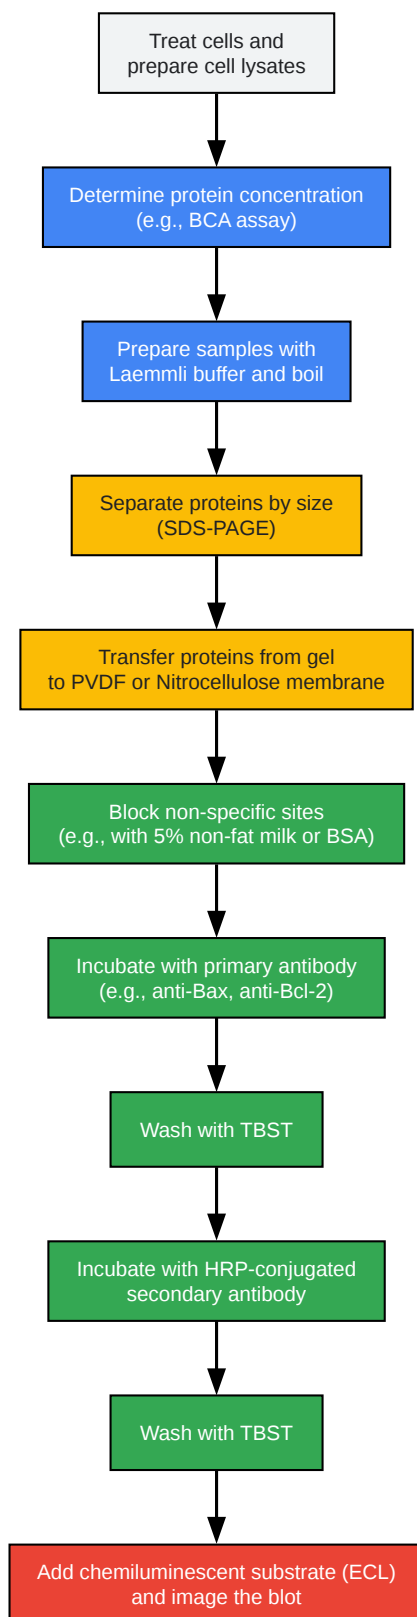 Treat cells and
prepare cell lysates
Determine protein concentration
(e.g., BCA assay)
Prepare samples with
Laemmli buffer and boil
Separate proteins by size
(SDS-PAGE)
Transfer proteins from gel
to PVDF or Nitrocellulose membrane
Block non-specific sites
(e.g., with 5% non-fat milk or BSA)
Incubate with primary antibody
(e.g., anti-Bax, anti-Bcl-2)
Wash with TBST
Incubate with HRP-conjugated
secondary antibody
Wash with TBST
Add chemiluminescent substrate (ECL)
and image the blot